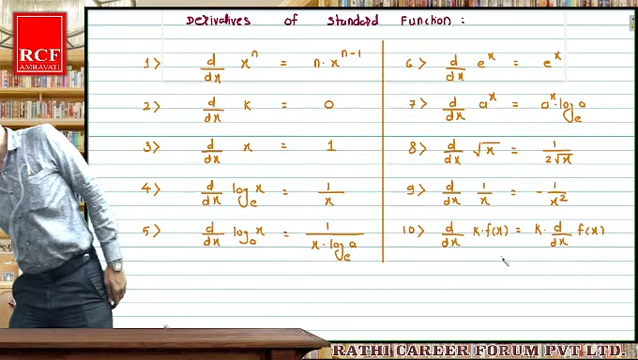 Derivatives of standard Function :
RCF
AMRAVATI
1> d/dx x^n = n·x^(n-1)
2> d/dx K = 0
3> d/dx x = 1
4> d/dx log_e x = 1/x
5> d/dx log_a x = 1/(x·log_e a)
6> d/dx e^x = e^x
7> d/dx a^x = a^x·log_e a
8> d/dx √x = 1/(2√x)
9> d/dx 1/x = -1/x²
10> d/dx K·f(x) = K·d/dx f(x)
RATHI CAREER FORUM PVT LTD.